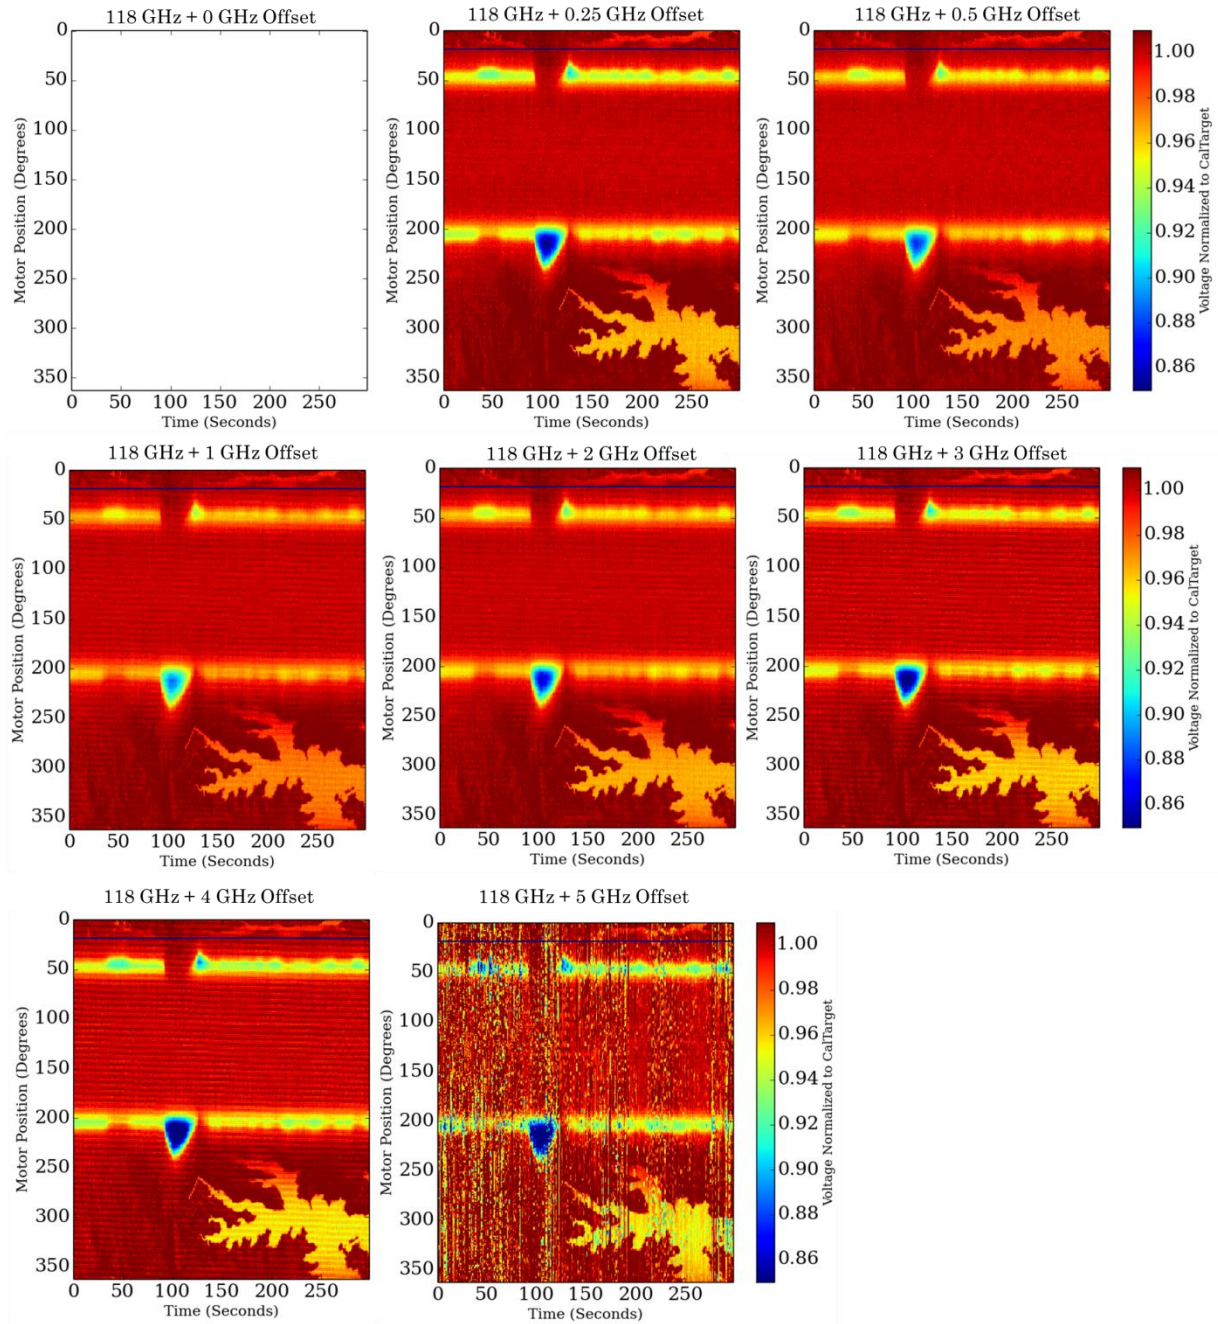 118 GHz + 0 GHz Offset
0
50
100
150
200
250
300
350
Motor Position (Degrees)
0 50 100 150 200 250
Time (Seconds)
118 GHz + 0.25 GHz Offset
0
50
100
150
200
250
300
350
Motor Position (Degrees)
0 50 100 150 200 250
Time (Seconds)
118 GHz + 0.5 GHz Offset
0
50
100
150
200
250
300
350
Motor Position (Degrees)
0 50 100 150 200 250
Time (Seconds)
1.00
0.98
0.96
0.94
0.92
0.90
0.88
0.86
Voltage Normalized to CalTarget
118 GHz + 1 GHz Offset
0
50
100
150
200
250
300
350
Motor Position (Degrees)
0 50 100 150 200 250
Time (Seconds)
118 GHz + 2 GHz Offset
0
50
100
150
200
250
300
350
Motor Position (Degrees)
0 50 100 150 200 250
Time (Seconds)
118 GHz + 3 GHz Offset
0
50
100
150
200
250
300
350
Motor Position (Degrees)
0 50 100 150 200 250
Time (Seconds)
1.00
0.98
0.96
0.94
0.92
0.90
0.88
0.86
Voltage Normalized to CalTarget
118 GHz + 4 GHz Offset
0
50
100
150
200
250
300
350
Motor Position (Degrees)
0 50 100 150 200 250
Time (Seconds)
118 GHz + 5 GHz Offset
0
50
100
150
200
250
300
350
Motor Position (Degrees)
0 50 100 150 200 250
Time (Seconds)
1.00
0.98
0.96
0.94
0.92
0.90
0.88
0.86
Voltage Normalized to CalTarget